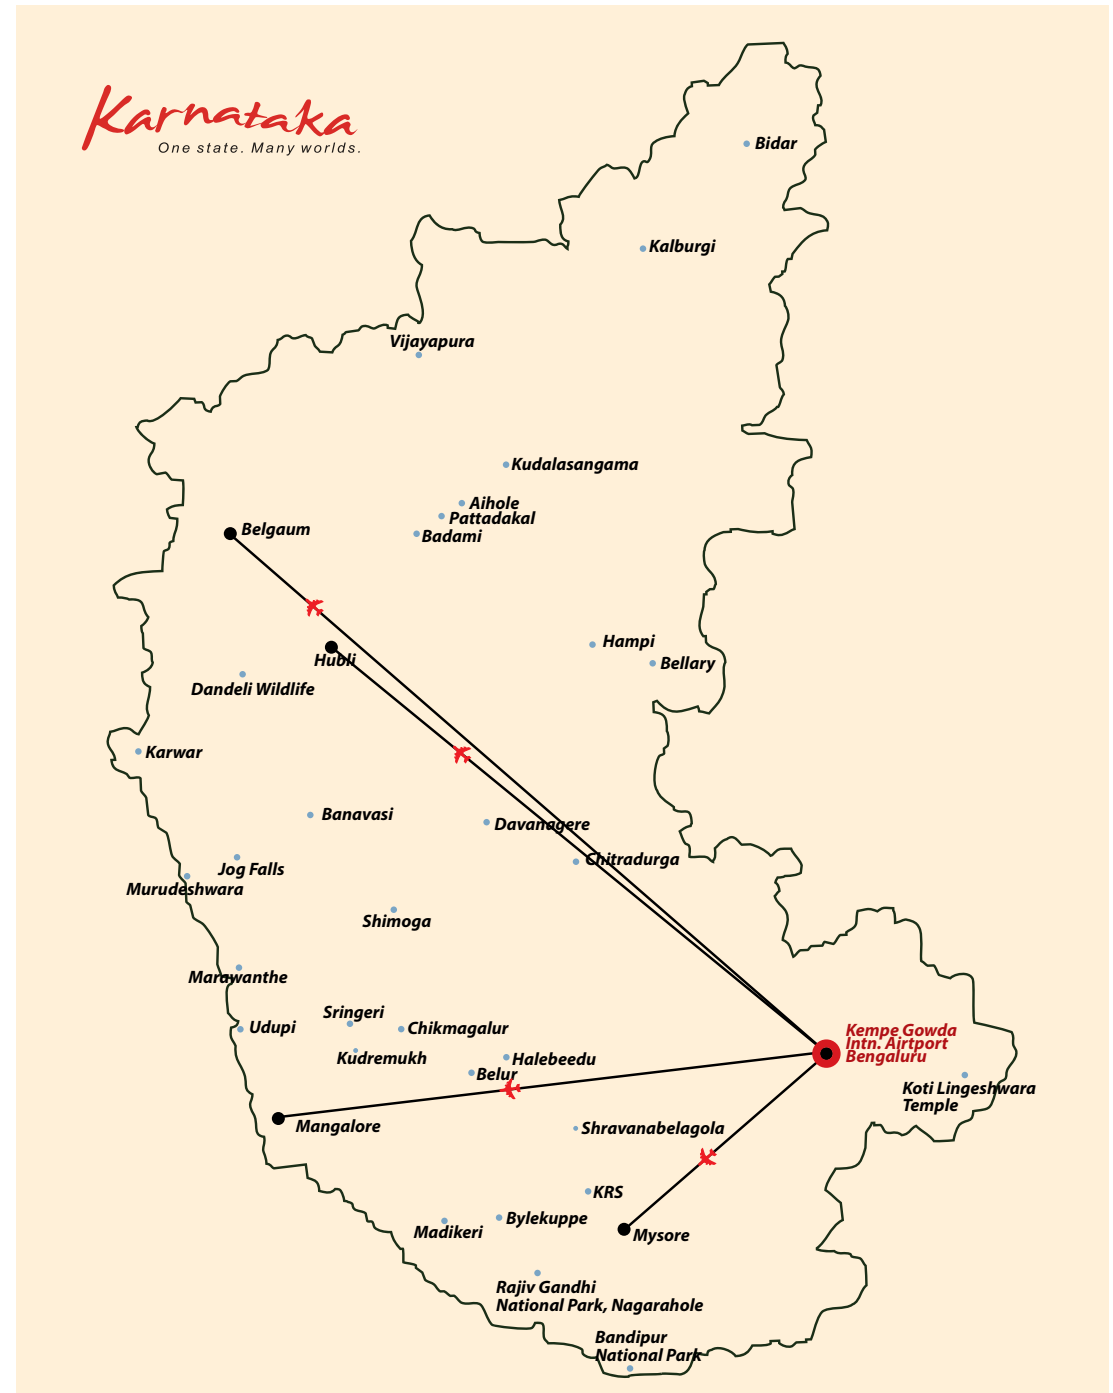 Karnataka
One state. Many worlds.
Bidar
Kalburgi
Vijayapura
Kudalasangama
Aihole
Pattadakal
Badami
Belgaum
Hampi
Hubli
Bellary
Dandeli Wildlife
Karwar
Banavasi
Davanagere
Chitradurga
Jog Falls
Murudeshwara
Shimoga
Marawanthe
Sringeri
Udupi
Chikmagalur
Kempe Gowda
Intn. Airtport
Bengaluru
Kudremukh
Halebeedu
Belur
Koti Lingeshwara
Temple
Mangalore
Shravanabelagola
KRS
Bylekuppe
Madikeri
Mysore
Rajiv Gandhi
National Park, Nagarahole
Bandipur
National Park